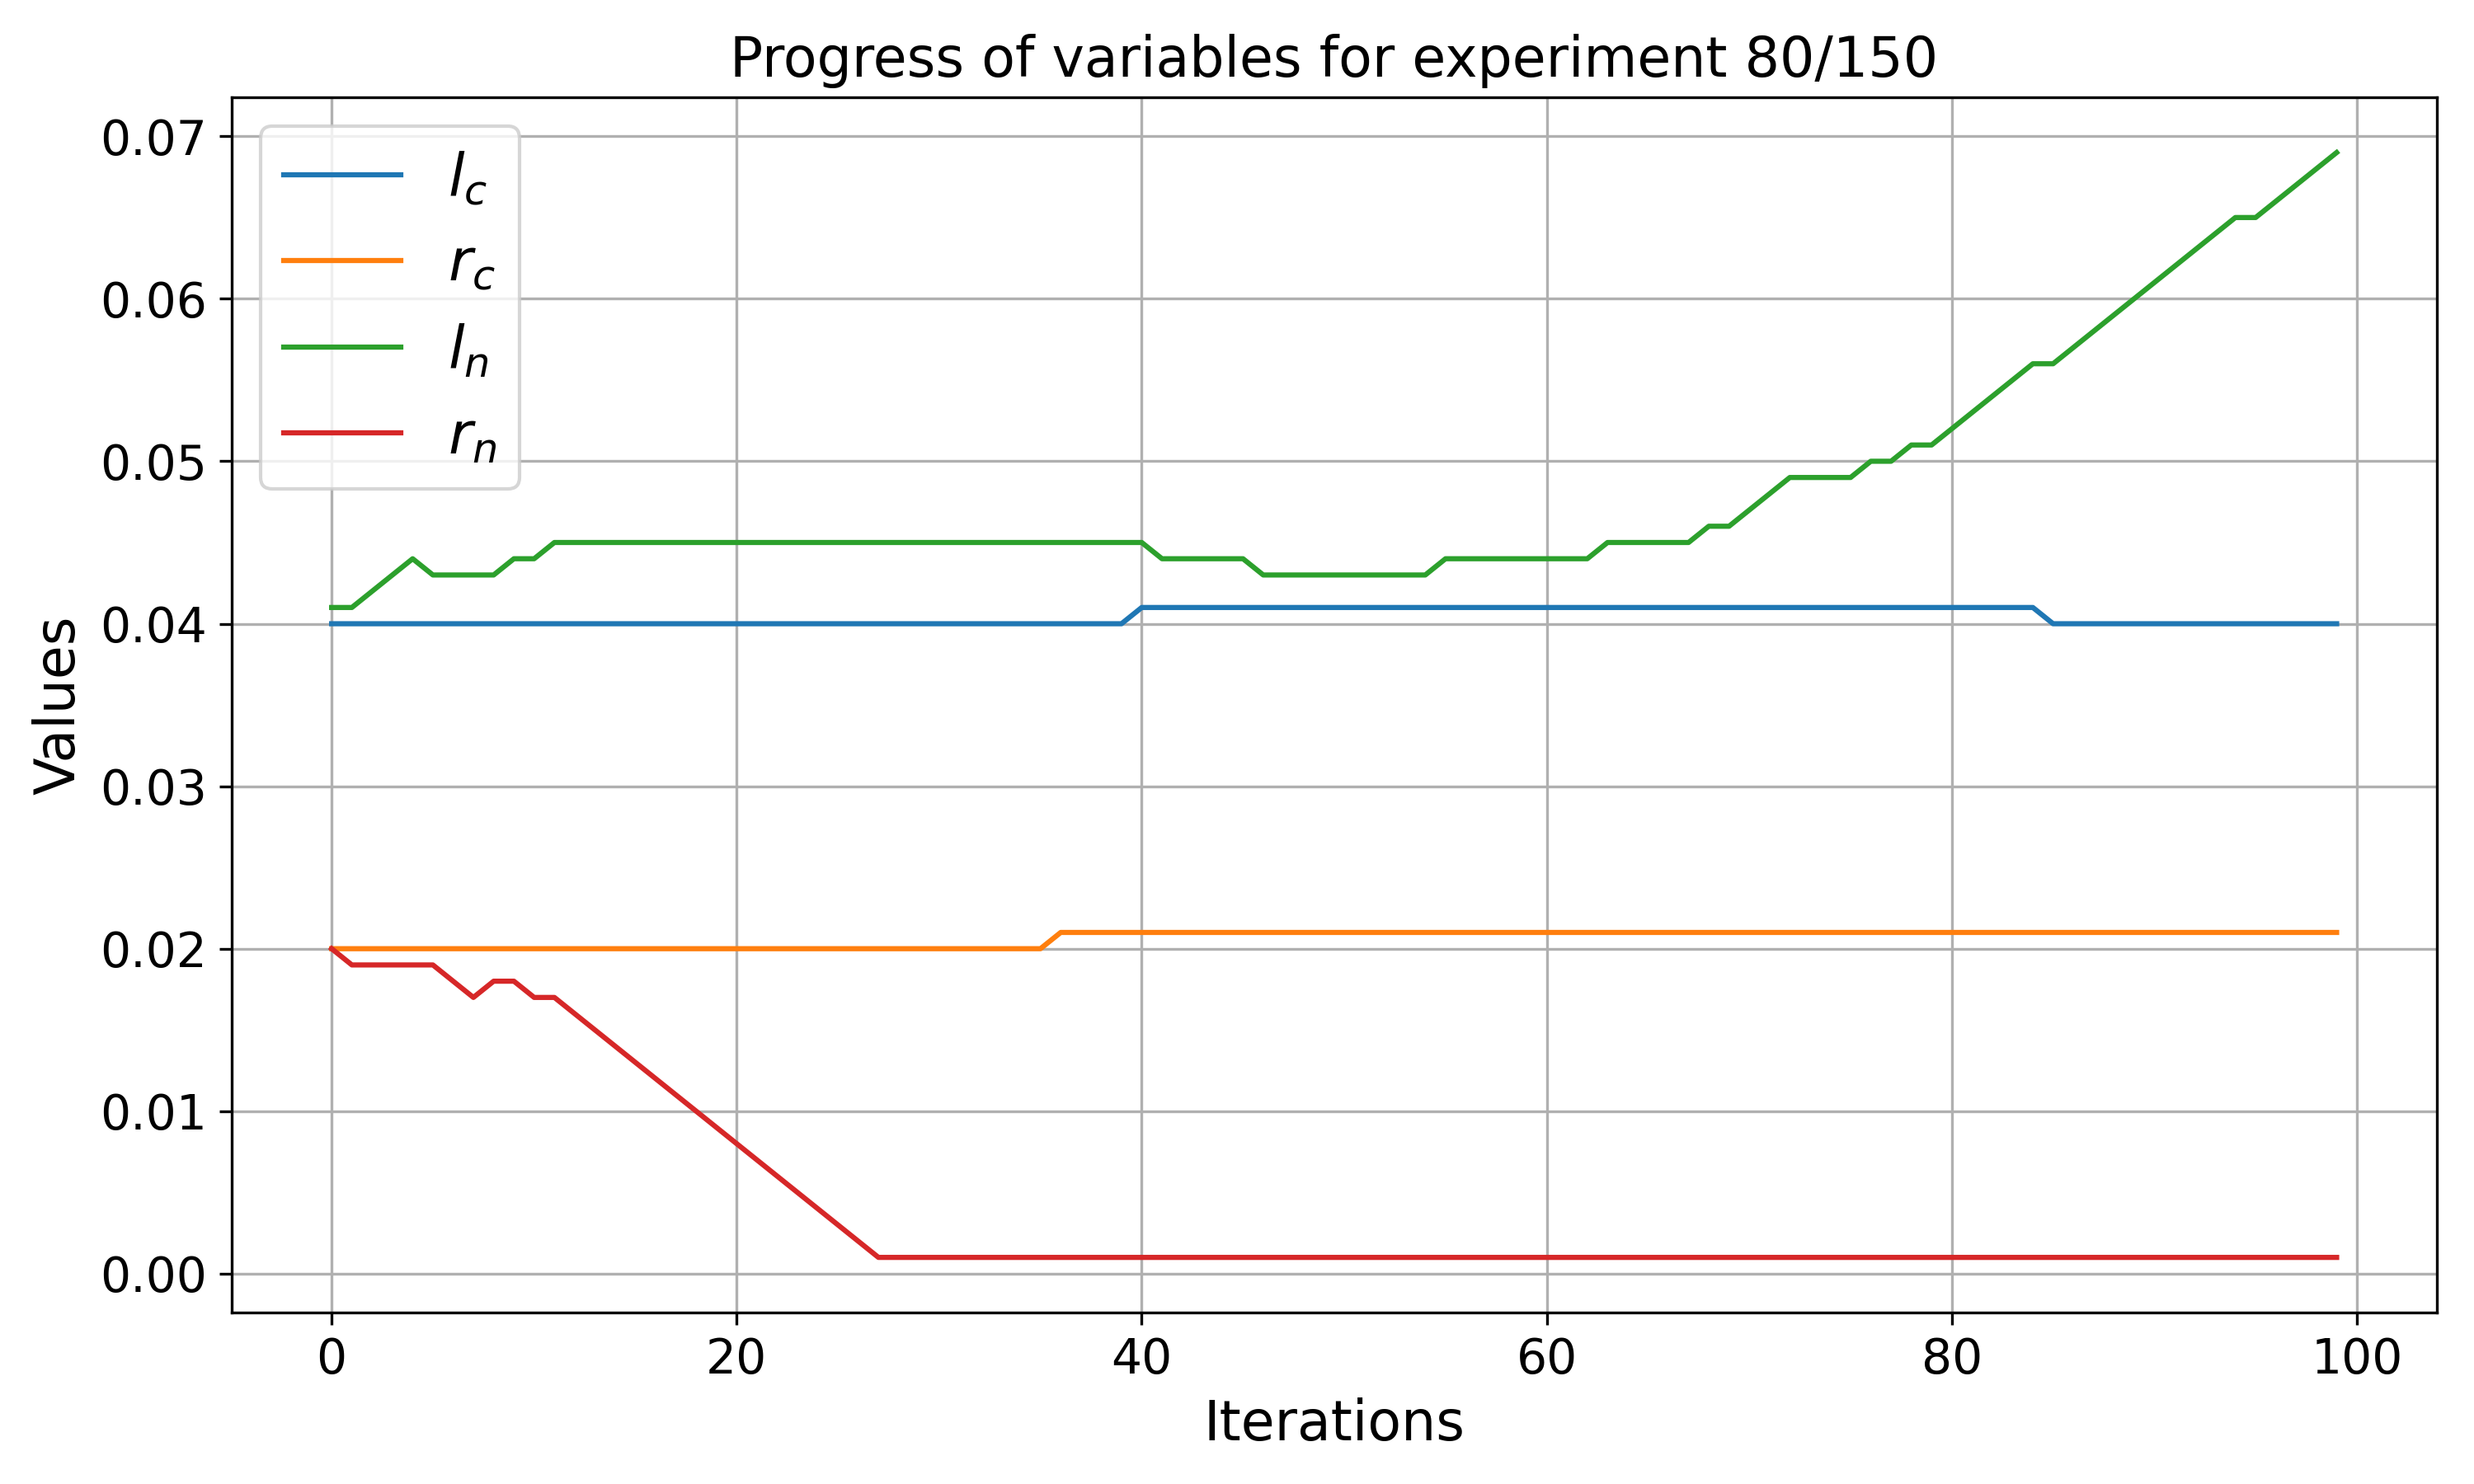 Progress of variables for experiment 80/150
l_c
r_c
l_n
r_n
Values
0.07
0.06
0.05
0.04
0.03
0.02
0.01
0.00
0 20 40 60 80 100
Iterations